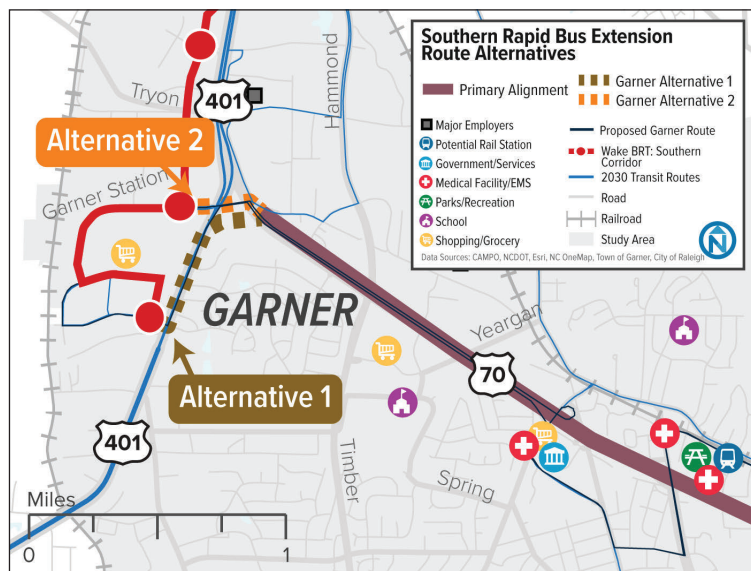 Southern Rapid Bus Extension
Route Alternatives
Primary Alignment
Garner Alternative 1
Garner Alternative 2
Major Employers
Potential Rail Station
Government/Services
Medical Facility/EMS
Parks/Recreation
School
Shopping/Grocery
Proposed Garner Route
Wake BRT: Southern
Corridor
2030 Transit Routes
Road
Railroad
Study Area
N
Data Sources: CAMPO, NCDOT, Esri, NC OneMap, Town of Garner, City of Raleigh
Tryon
401
Hammond
Alternative 2
Garner Station
GARNER
Yeargan
70
Alternative 1
401
Timber
Spring
Miles
0
1